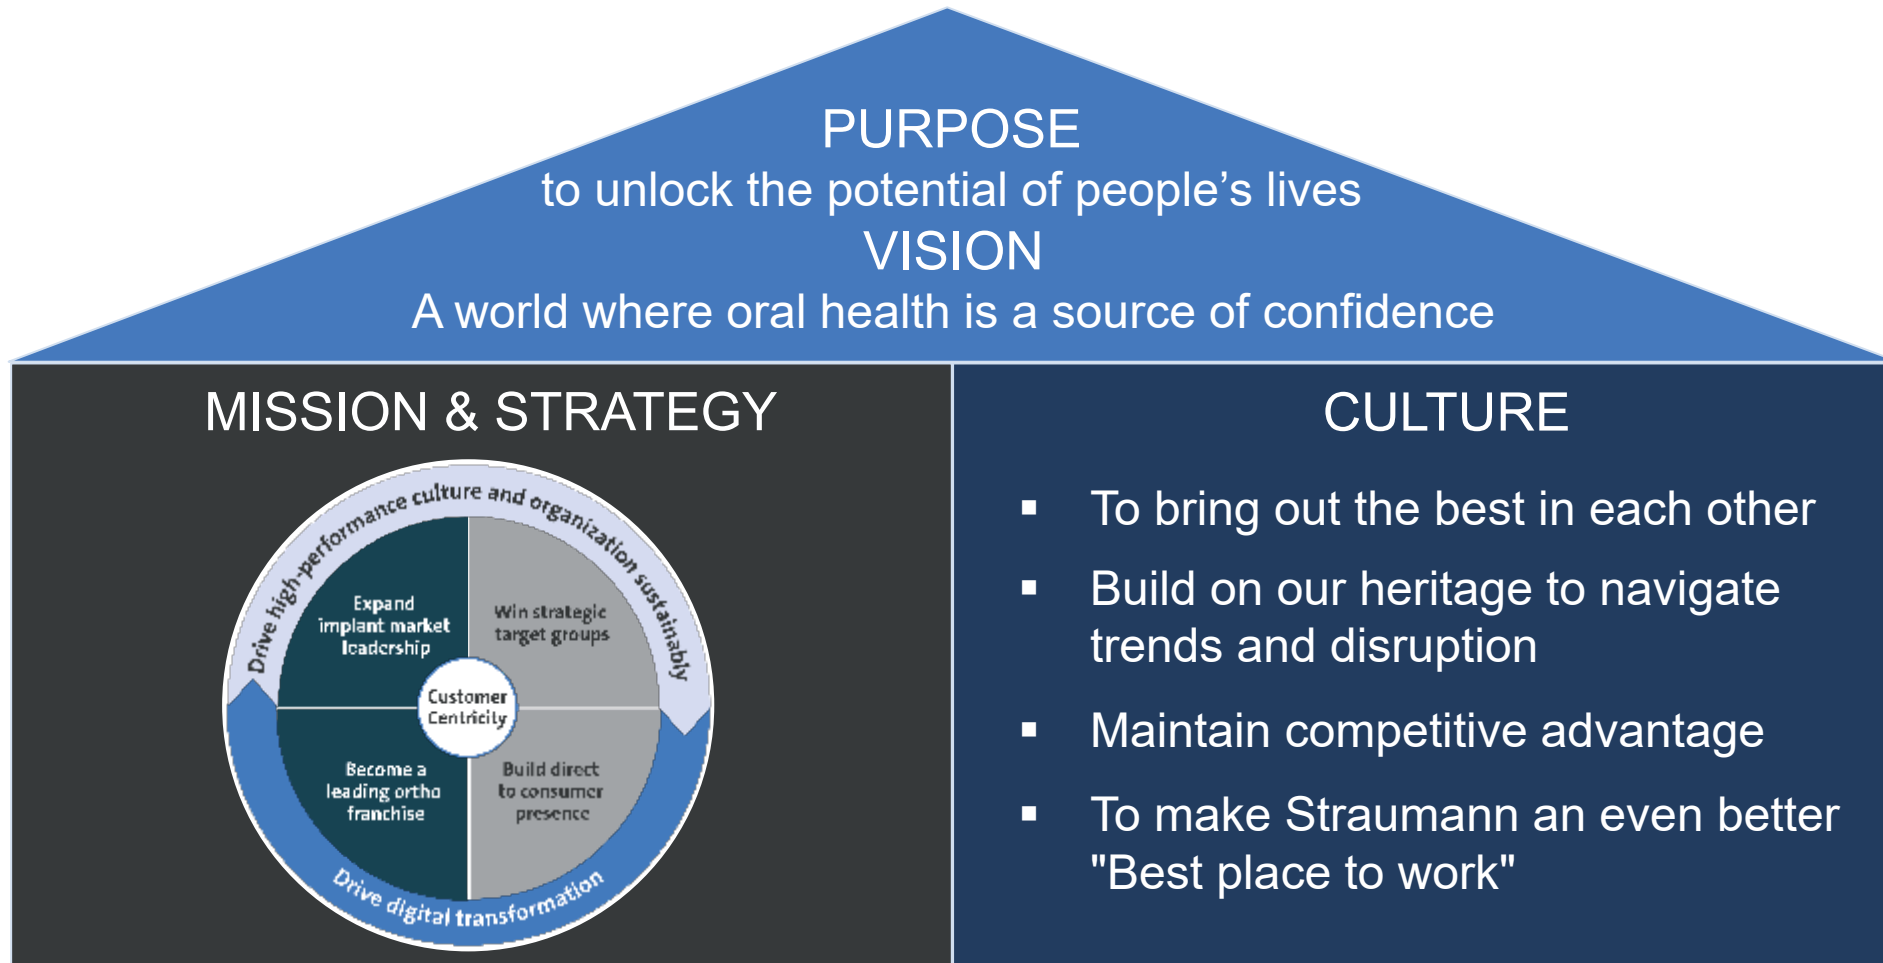 PURPOSE
to unlock the potential of people’s lives
VISION
A world where oral health is a source of confidence
MISSION & STRATEGY
Drive high-performance culture and organization sustainably
Expand
implant market
leadership
Win strategic
target groups
Customer
Centricity
Become a
leading ortho
franchise
Build direct
to consumer
presence
Drive digital transformation
CULTURE
▪ To bring out the best in each other
▪ Build on our heritage to navigate
trends and disruption
▪ Maintain competitive advantage
▪ To make Straumann an even better
"Best place to work"